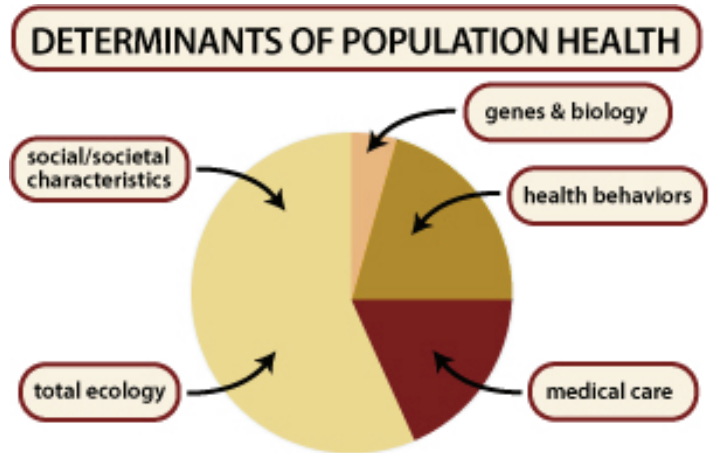 DETERMINANTS OF POPULATION HEALTH
genes & biology
social/societal
characteristics
health behaviors
total ecology
medical care